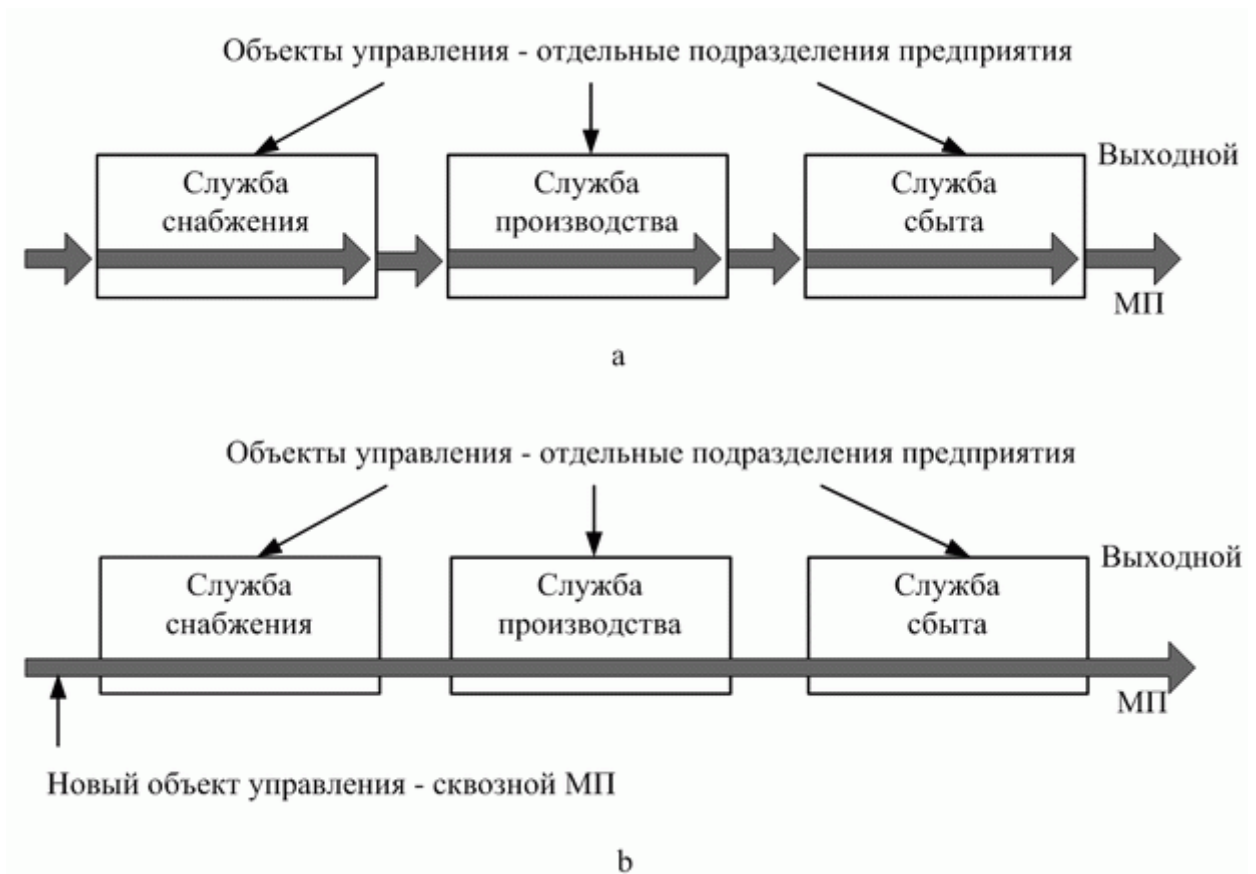 Объекты управления - отдельные подразделения предприятия
Служба
снабжения
Служба
производства
Служба
сбыта
Выходной
МП
a
Объекты управления - отдельные подразделения предприятия
Служба
снабжения
Служба
производства
Служба
сбыта
Выходной
МП
Новый объект управления - сквозной МП
b